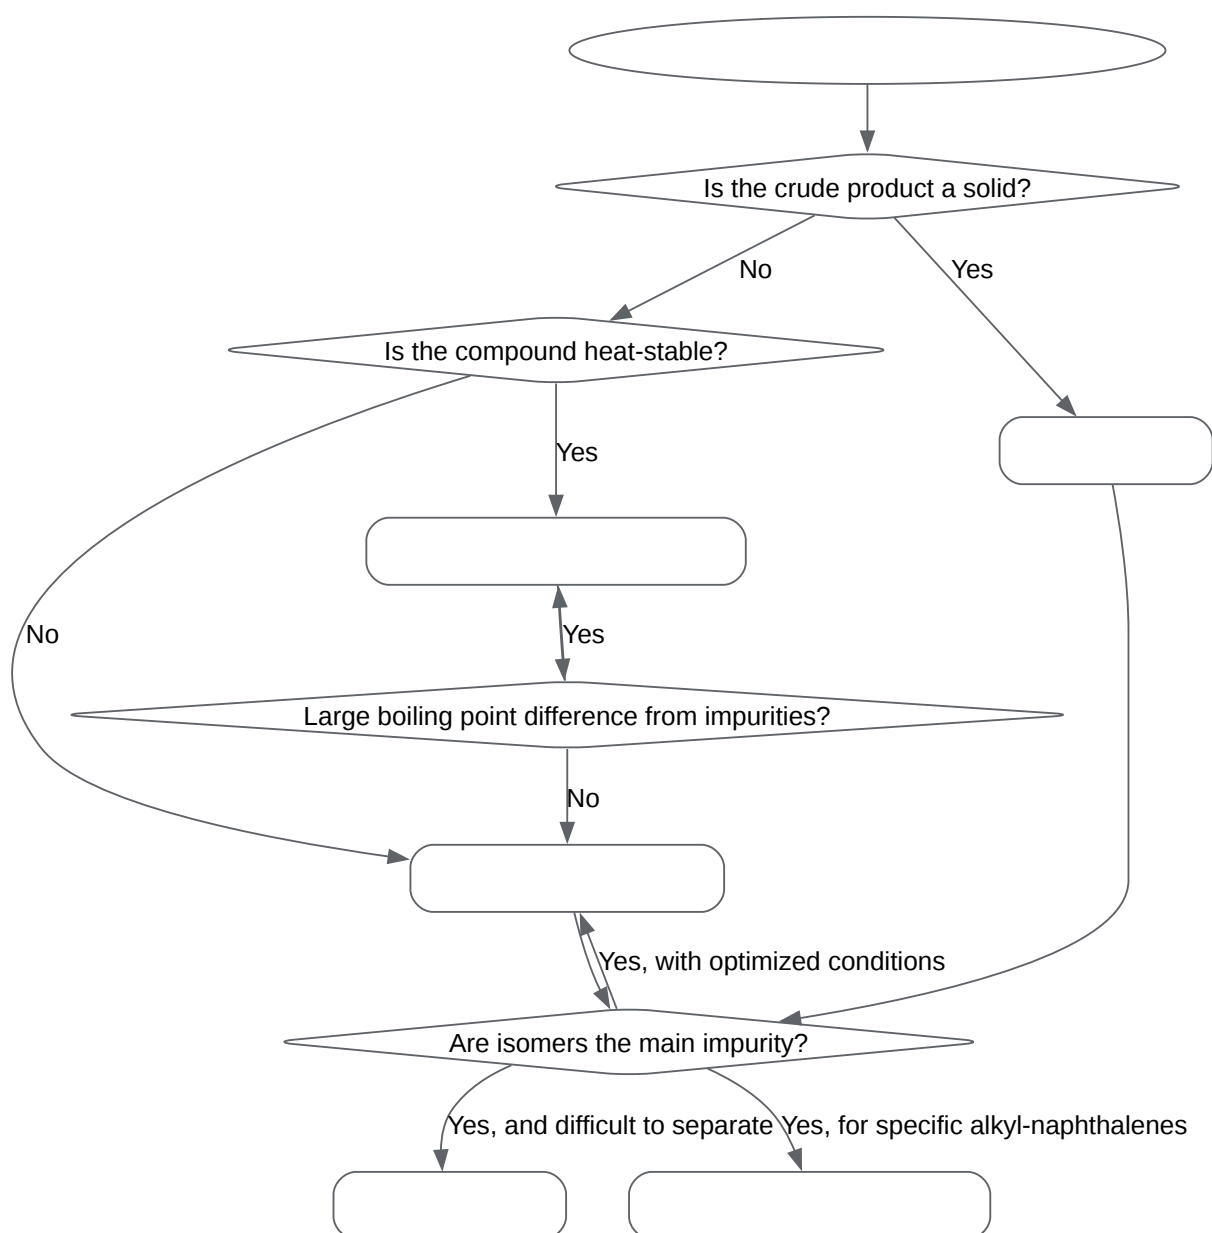 Is the crude product a solid?
No
Yes
Is the compound heat-stable?
Yes
No
Yes
Large boiling point difference from impurities?
No
Yes, with optimized conditions
Are isomers the main impurity?
Yes, and difficult to separate
Yes, for specific alkyl-naphthalenes